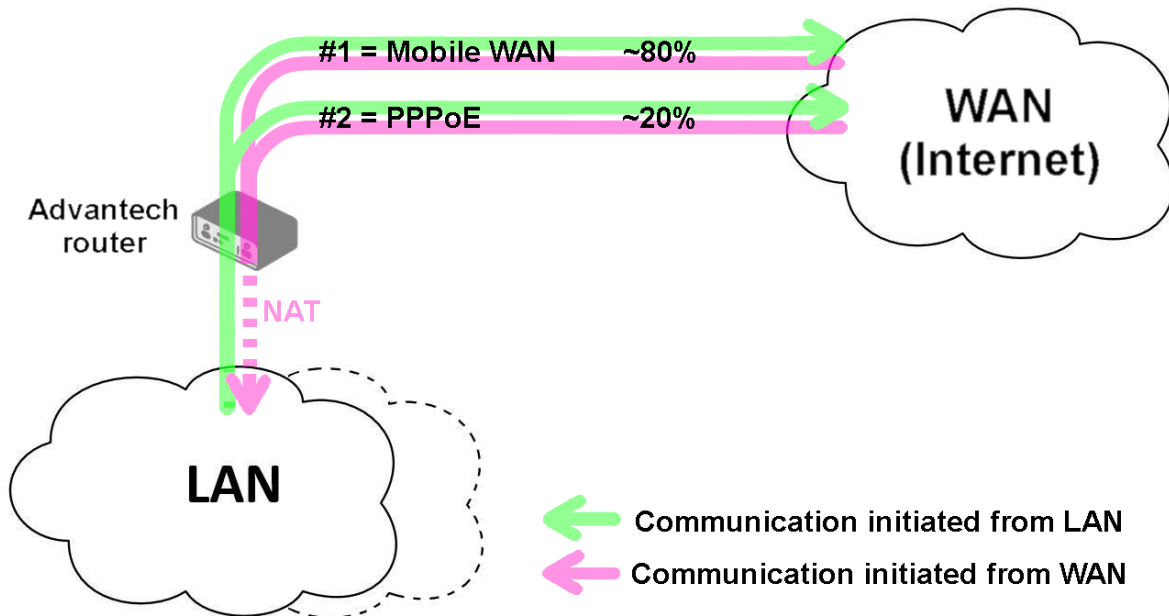 #1 = Mobile WAN ~80%
#2 = PPPoE ~20%
WAN
(Internet)
Advantech
router
NAT
LAN
Communication initiated from LAN
Communication initiated from WAN